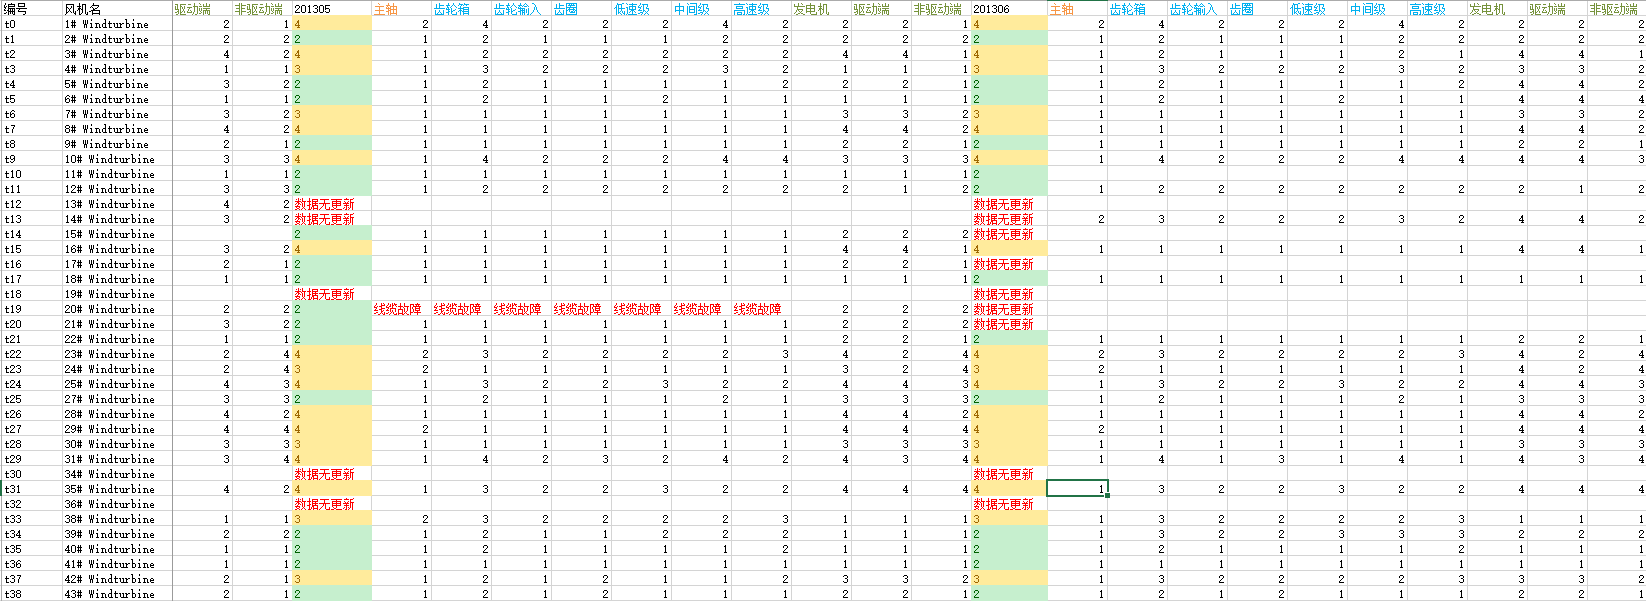 编号 风机名 驱动端 非驱动端 201305 主轴 齿轮箱 齿轮输入 齿圈 低速级 中间级 高速级 发电机 驱动端 非驱动端 201306 主轴 齿轮箱 齿轮输入 齿圈 低速级 中间级 高速级 发电机 驱动端 非驱动端
t0 1# Windturbine 2 1 4 2 4 2 2 2 4 2 2 2 1 4 2 4 2 2 2 4 2 2 2 1
t1 2# Windturbine 2 2 2 1 2 1 1 1 2 2 2 2 2 2 1 2 1 1 1 2 2 2 2 2
t2 3# Windturbine 4 2 4 1 2 2 2 2 2 2 4 4 1 4 1 2 2 1 1 2 1 4 4 1
t3 4# Windturbine 1 1 3 1 3 2 2 2 3 2 1 1 1 3 1 3 2 2 2 3 2 3 3 2
t4 5# Windturbine 3 2 2 1 2 1 1 1 1 2 2 2 1 2 1 2 1 1 1 1 2 4 4 2
t5 6# Windturbine 1 1 2 1 2 1 1 2 1 1 1 1 1 2 1 2 1 1 2 1 1 4 4 4
t6 7# Windturbine 3 2 3 1 1 1 1 1 1 1 3 3 2 3 1 1 1 1 1 1 1 3 3 2
t7 8# Windturbine 4 2 4 1 1 1 1 1 1 1 4 4 2 4 1 1 1 1 1 1 1 4 4 2
t8 9# Windturbine 2 1 2 1 1 1 1 1 1 1 2 2 1 2 1 1 1 1 1 1 1 2 2 1
t9 10# Windturbine 3 3 4 1 4 2 2 2 4 4 3 3 3 4 1 4 2 2 2 4 4 4 4 3
t10 11# Windturbine 1 1 2 1 1 1 1 1 1 1 1 1 1 2
t11 12# Windturbine 3 3 2 1 2 2 2 2 2 2 2 1 2 2 1 2 2 2 2 2 2 2 1 2
t12 13# Windturbine 4 2 数据无更新 数据无更新
t13 14# Windturbine 3 2 数据无更新 数据无更新 2 3 2 2 2 3 2 4 4 2
t14 15# Windturbine 2 1 1 1 1 1 1 1 2 2 2 数据无更新
t15 16# Windturbine 3 2 4 1 1 1 1 1 1 1 4 4 1 4 1 1 1 1 1 1 1 4 4 1
t16 17# Windturbine 2 1 2 1 1 1 1 1 1 1 2 2 1 数据无更新
t17 18# Windturbine 1 1 2 1 1 1 1 1 1 1 1 1 1 2 1 1 1 1 1 1 1 1 1 1
t18 19# Windturbine 数据无更新 数据无更新
t19 20# Windturbine 2 2 2 线缆故障 线缆故障 线缆故障 线缆故障 线缆故障 线缆故障 线缆故障 2 2 2 数据无更新
t20 21# Windturbine 3 2 2 1 1 1 1 1 1 1 2 2 2 数据无更新
t21 22# Windturbine 1 1 2 1 1 1 1 1 1 1 2 2 1 2 1 1 1 1 1 1 1 2 2 1
t22 23# Windturbine 2 4 4 2 3 2 2 2 2 3 4 2 4 4 2 3 2 2 2 2 3 4 2 4
t23 24# Windturbine 2 4 3 2 1 1 1 1 1 1 4 2 4 3 2 1 1 1 1 1 1 4 2 4
t24 25# Windturbine 4 3 4 1 3 2 2 3 2 2 4 4 3 4 1 3 2 2 3 2 2 4 4 3
t25 27# Windturbine 3 3 2 1 2 1 1 1 2 1 3 3 3 2 1 2 1 1 1 2 1 3 3 3
t26 28# Windturbine 4 2 4 1 1 1 1 1 1 1 4 4 2 4 1 1 1 1 1 1 1 4 4 2
t27 29# Windturbine 4 4 4 2 1 1 1 1 1 1 4 4 4 4 2 1 1 1 1 1 1 4 4 4
t28 30# Windturbine 3 3 3 1 1 1 1 1 1 1 3 3 3 3 1 1 1 1 1 1 1 3 3 3
t29 31# Windturbine 3 4 4 1 4 2 3 2 4 2 4 3 4 4 1 4 1 3 1 4 1 4 3 4
t30 34# Windturbine 数据无更新 数据无更新
t31 35# Windturbine 4 2 4 1 3 2 2 3 2 2 4 4 4 4 1 3 2 2 3 2 2 4 4 4
t32 36# Windturbine 数据无更新 数据无更新
t33 38# Windturbine 1 1 3 2 3 2 2 2 2 3 1 1 1 3 1 3 2 2 2 2 3 1 1 1
t34 39# Windturbine 2 2 2 1 2 1 1 2 2 2 2 2 1 2 1 3 2 2 3 3 3 2 2 2
t35 40# Windturbine 1 1 2 1 2 1 1 1 1 2 1 1 1 2 1 2 1 1 1 1 2 1 1 1
t36 41# Windturbine 1 1 2 1 1 1 1 1 1 1 1 1 1 2 1 1 1 1 1 1 1 1 1 1
t37 42# Windturbine 2 1 3 1 2 1 2 1 1 2 3 3 2 3 1 3 2 2 2 2 3 3 3 2
t38 43# Windturbine 2 1 2 1 2 1 1 1 2 2 2 2 1 2 1 2 1 2 1 2 2 2 2 1